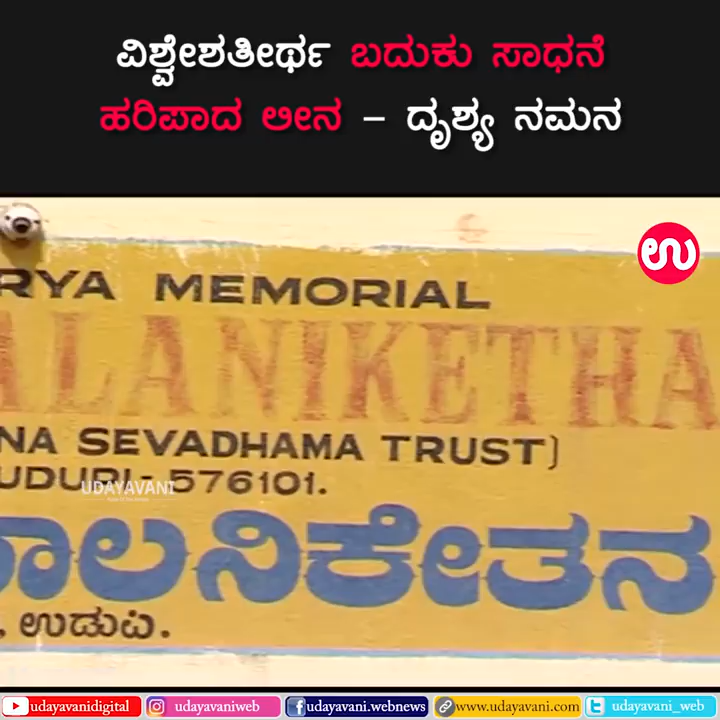 ವಿಶ್ವೇಶತೀರ್ಥ ಬದುಕು ಸಾಧನೆ
ಹರಿಪಾದ ಲೀನ – ದೃಶ್ಯ ನಮನ
ಉ
RYA MEMORIAL
ALANIKETHA
NA SEVADHAMA TRUST)
UDUPI-576101.
UDAYAVANI
ಾಲನಿಕೇತನ
, ಉಡುಪಿ.
udayavanidigital udayavaniweb udayavani.webnews www.udayavani.com udayavani_web